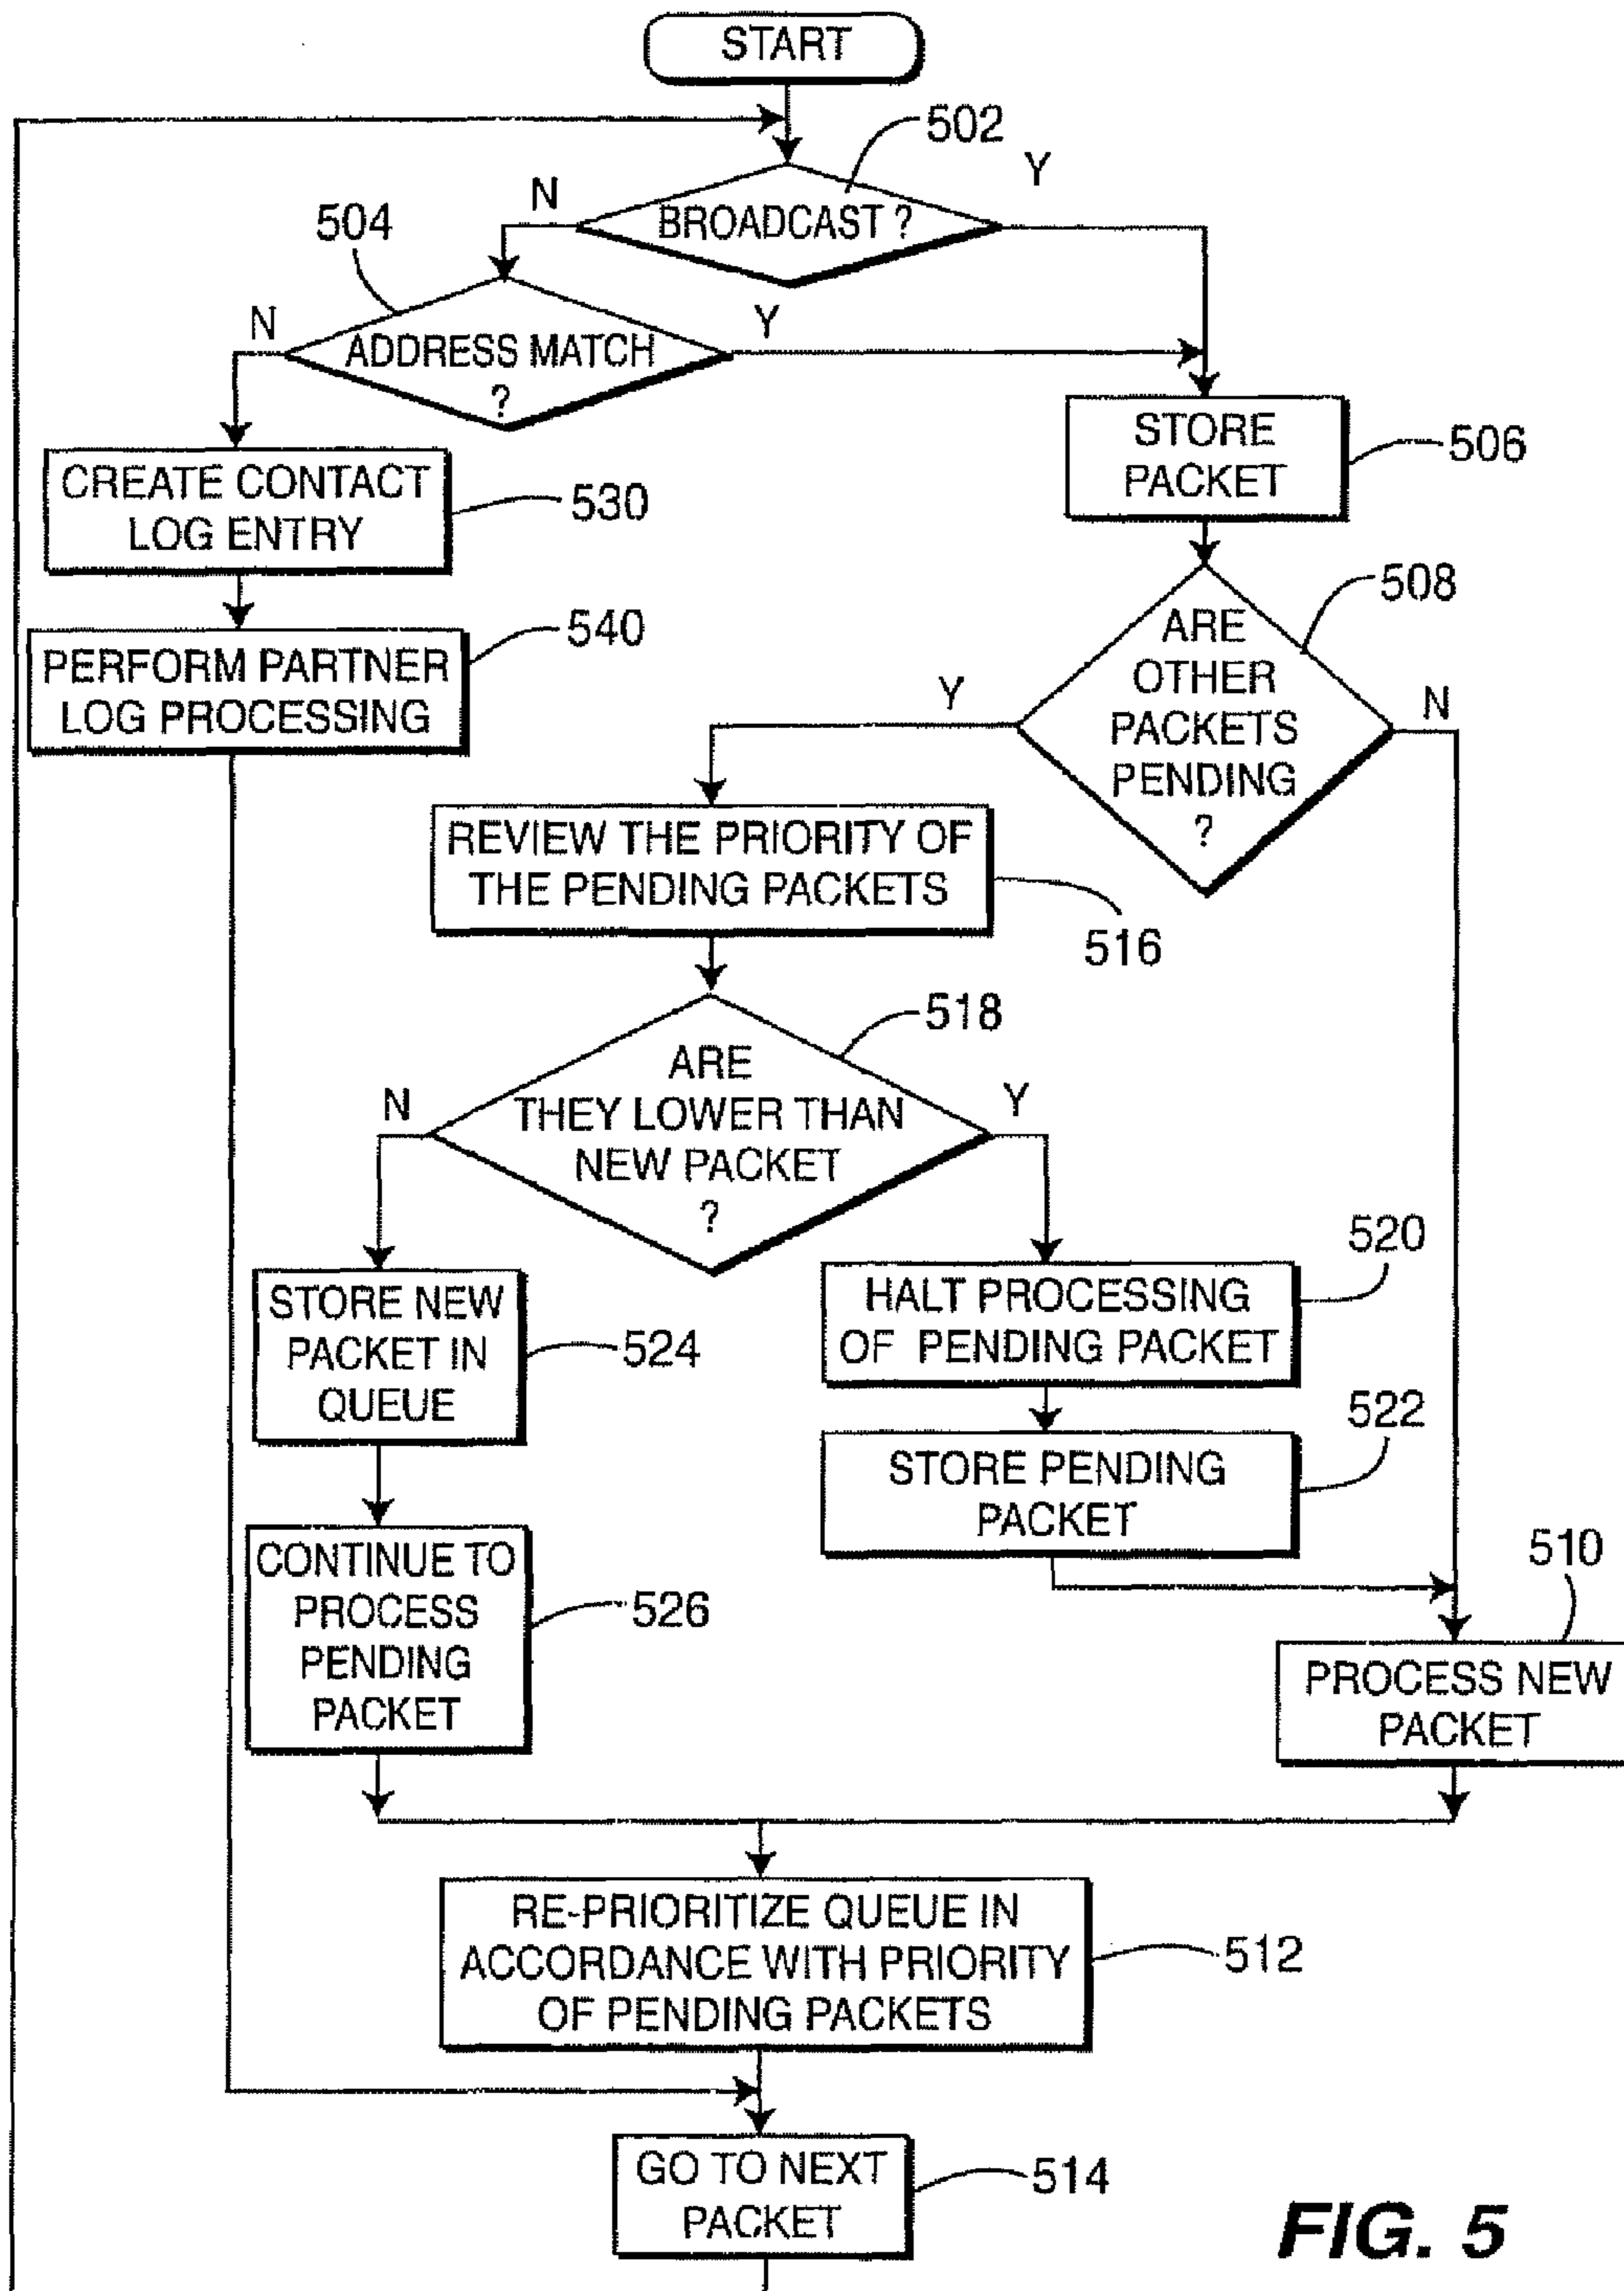 START
502
N
Y
BROADCAST ?
504
N
Y
ADDRESS MATCH
?
STORE
PACKET
506
CREATE CONTACT
LOG ENTRY
530
508
ARE
OTHER
PACKETS
PENDING
?
Y
N
540
PERFORM PARTNER
LOG PROCESSING
REVIEW THE PRIORITY OF
THE PENDING PACKETS
516
518
ARE
THEY LOWER THAN
NEW PACKET
?
N
Y
520
HALT PROCESSING
OF PENDING PACKET
STORE NEW
PACKET IN
QUEUE
524
522
STORE PENDING
PACKET
CONTINUE TO
PROCESS
PENDING
PACKET
526
510
PROCESS NEW
PACKET
RE-PRIORITIZE QUEUE IN
ACCORDANCE WITH PRIORITY
OF PENDING PACKETS
512
GO TO NEXT
PACKET
514
FIG. 5